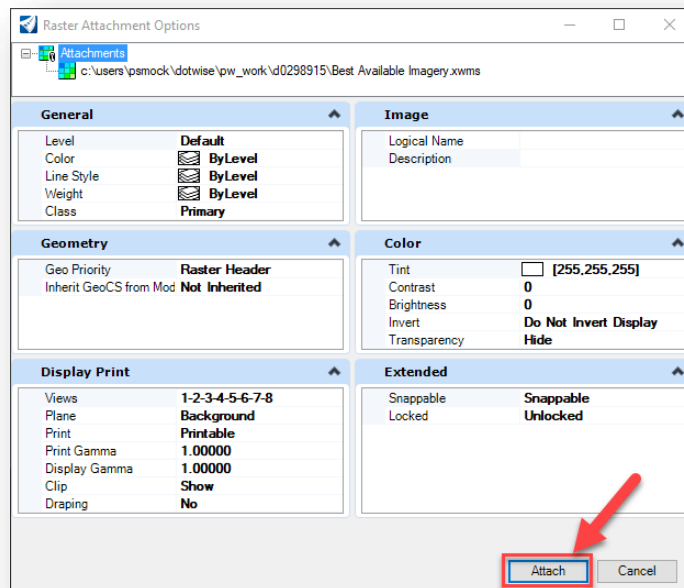 Raster Attachment Options
Attachments
c:\users\psmock\dotwise\pw_work\d0298915\Best Available Imagery.xwms
General
Level Default
Color ByLevel
Line Style ByLevel
Weight ByLevel
Class Primary
Image
Logical Name
Description
Geometry
Geo Priority Raster Header
Inherit GeoCS from Mod Not Inherited
Color
Tint [255,255,255]
Contrast 0
Brightness 0
Invert Do Not Invert Display
Transparency Hide
Display Print
Views 1-2-3-4-5-6-7-8
Plane Background
Print Printable
Print Gamma 1.00000
Display Gamma 1.00000
Clip Show
Draping No
Extended
Snappable Snappable
Locked Unlocked
Attach
Cancel